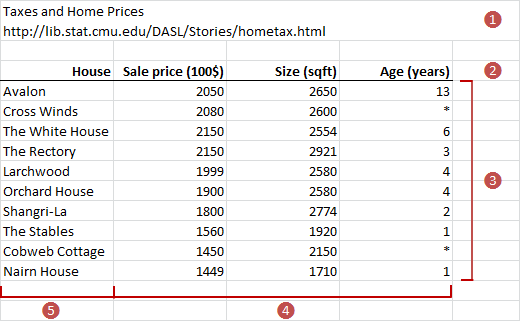 Taxes and Home Prices
http://lib.stat.cmu.edu/DASL/Stories/hometax.html
1
House Sale price (100$) Size (sqft) Age (years)
2
Avalon 2050 2650 13
Cross Winds 2080 2600 *
The White House 2150 2554 6
The Rectory 2150 2921 3
Larchwood 1999 2580 4
3
Orchard House 1900 2580 4
Shangri-La 1800 2774 2
The Stables 1560 1920 1
Cobweb Cottage 1450 2150 *
Nairn House 1449 1710 1
5 4